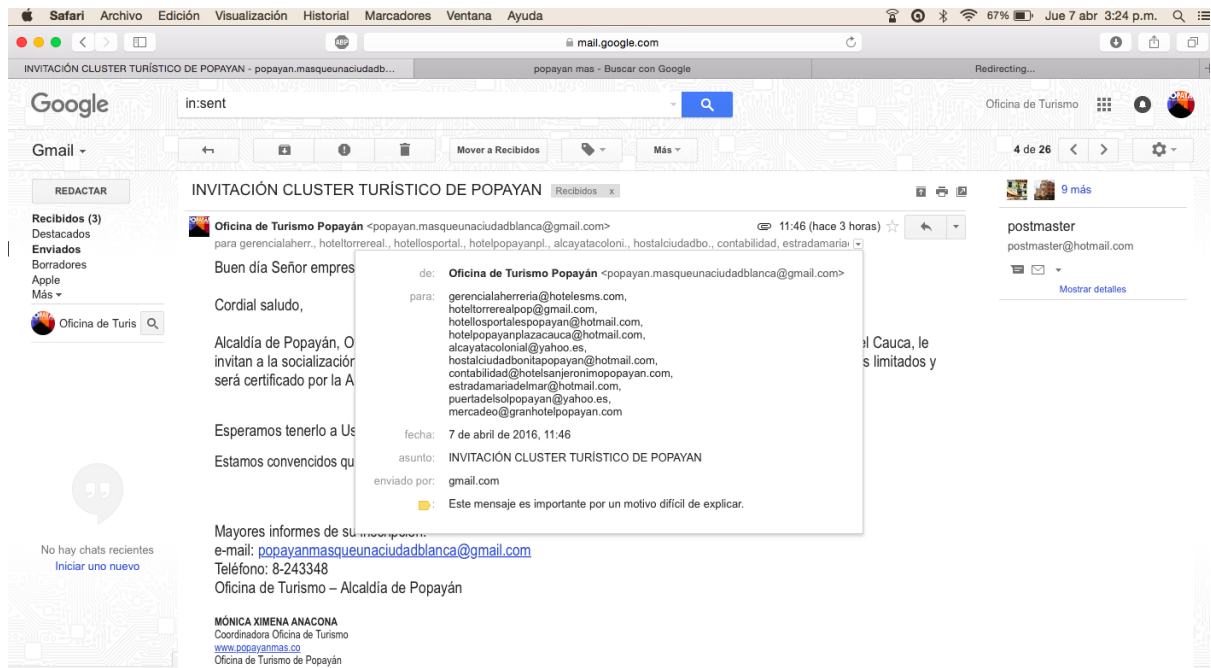 Safari Archivo Edición Visualización Historial Marcadores Ventana Ayuda 67% Jue 7 abr 3:24 p.m.
ABP mail.google.com
INVITACIÓN CLUSTER TURÍSTICO DE POPAYAN - popayan.masqueunaciudadb... popayan mas - Buscar con Google Redirecting...
Google in:sent Oficina de Turismo
Gmail Mover a Recibidos Más 4 de 26
REDACTAR
Recibidos (3)
Destacados
Enviados
Borradores
Apple
Más
Oficina de Turis
No hay chats recientes
Iniciar uno nuevo
INVITACIÓN CLUSTER TURÍSTICO DE POPAYAN Recibidos x
Oficina de Turismo Popayán <popayan.masqueunaciudadblanca@gmail.com> 11:46 (hace 3 horas)
para gerencialaherr., hoteltorrereal., hotellosportal., hotelpopayanpl., alcayatacoloni., hostalciudadbo., contabilidad, estradamaria
Buen día Señor empres
Cordial saludo,
Alcaldía de Popayán, O el Cauca, le
invitan a la socialización s limitados y
será certificado por la A
Esperamos tenerlo a Us
Estamos convencidos qu
de: Oficina de Turismo Popayán <popayan.masqueunaciudadblanca@gmail.com>
para: gerencialaherreria@hotelesms.com,
hoteltorrerealpop@gmail.com,
hotellosportalespopayan@hotmail.com,
hotelpopayanplazacauca@hotmail.com,
alcayatacolonial@yahoo.es,
hostalciudadbonitapopayan@hotmail.com,
contabilidad@hotelsanjeronimopopayan.com,
estradamariadelmar@hotmail.com,
puertadelsolpopayan@yahoo.es,
mercadeo@granhotelpopayan.com
fecha: 7 de abril de 2016, 11:46
asunto: INVITACIÓN CLUSTER TURÍSTICO DE POPAYAN
enviado por: gmail.com
: Este mensaje es importante por un motivo difícil de explicar.
Mayores informes de su inscripción:
e-mail: popayanmasqueunaciudadblanca@gmail.com
Teléfono: 8-243348
Oficina de Turismo – Alcaldía de Popayán
MÓNICA XIMENA ANACONA
Coordinadora Oficina de Turismo
www.popayanmas.co
Oficina de Turismo de Popayán
9 más
postmaster
postmaster@hotmail.com
Mostrar detalles